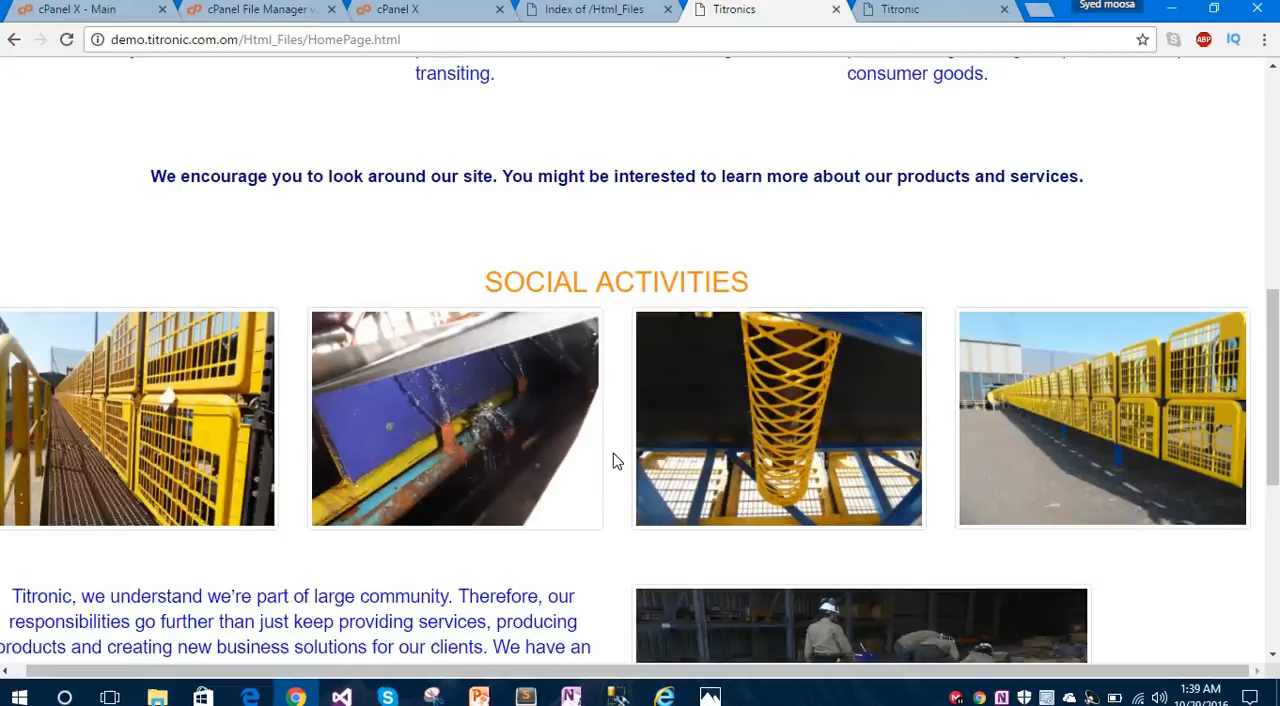 cPanel X - Main
cPanel File Manager v
cPanel X
Index of /Html_Files
Titronics
Titronic
Syed moosa
demo.titronic.com.om/Html_Files/HomePage.html
ABP
transiting.
consumer goods.
We encourage you to look around our site. You might be interested to learn more about our products and services.
SOCIAL ACTIVITIES
Titronic, we understand we’re part of large community. Therefore, our
responsibilities go further than just keep providing services, producing
products and creating new business solutions for our clients. We have an
1:39 AM
10/29/2016